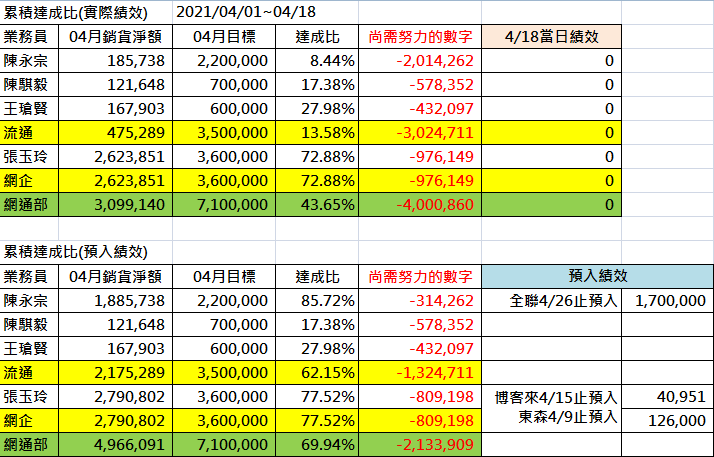 累積達成比(實際績效) 2021/04/01~04/18
業務員 04月銷貨淨額 04月目標 達成比 尚需努力的數字 4/18當日績效
陳永宗 185,738 2,200,000 8.44% -2,014,262 0
陳騏毅 121,648 700,000 17.38% -578,352 0
王瑲賢 167,903 600,000 27.98% -432,097 0
流通 475,289 3,500,000 13.58% -3,024,711 0
張玉玲 2,623,851 3,600,000 72.88% -976,149 0
網企 2,623,851 3,600,000 72.88% -976,149 0
網通部 3,099,140 7,100,000 43.65% -4,000,860 0
累積達成比(預入績效)
業務員 04月銷貨淨額 04月目標 達成比 尚需努力的數字 預入績效
陳永宗 1,885,738 2,200,000 85.72% -314,262 全聯4/26止預入 1,700,000
陳騏毅 121,648 700,000 17.38% -578,352
王瑲賢 167,903 600,000 27.98% -432,097
流通 2,175,289 3,500,000 62.15% -1,324,711
張玉玲 2,790,802 3,600,000 77.52% -809,198 博客來4/15止預入 40,951
網企 2,790,802 3,600,000 77.52% -809,198 東森4/9止預入 126,000
網通部 4,966,091 7,100,000 69.94% -2,133,909